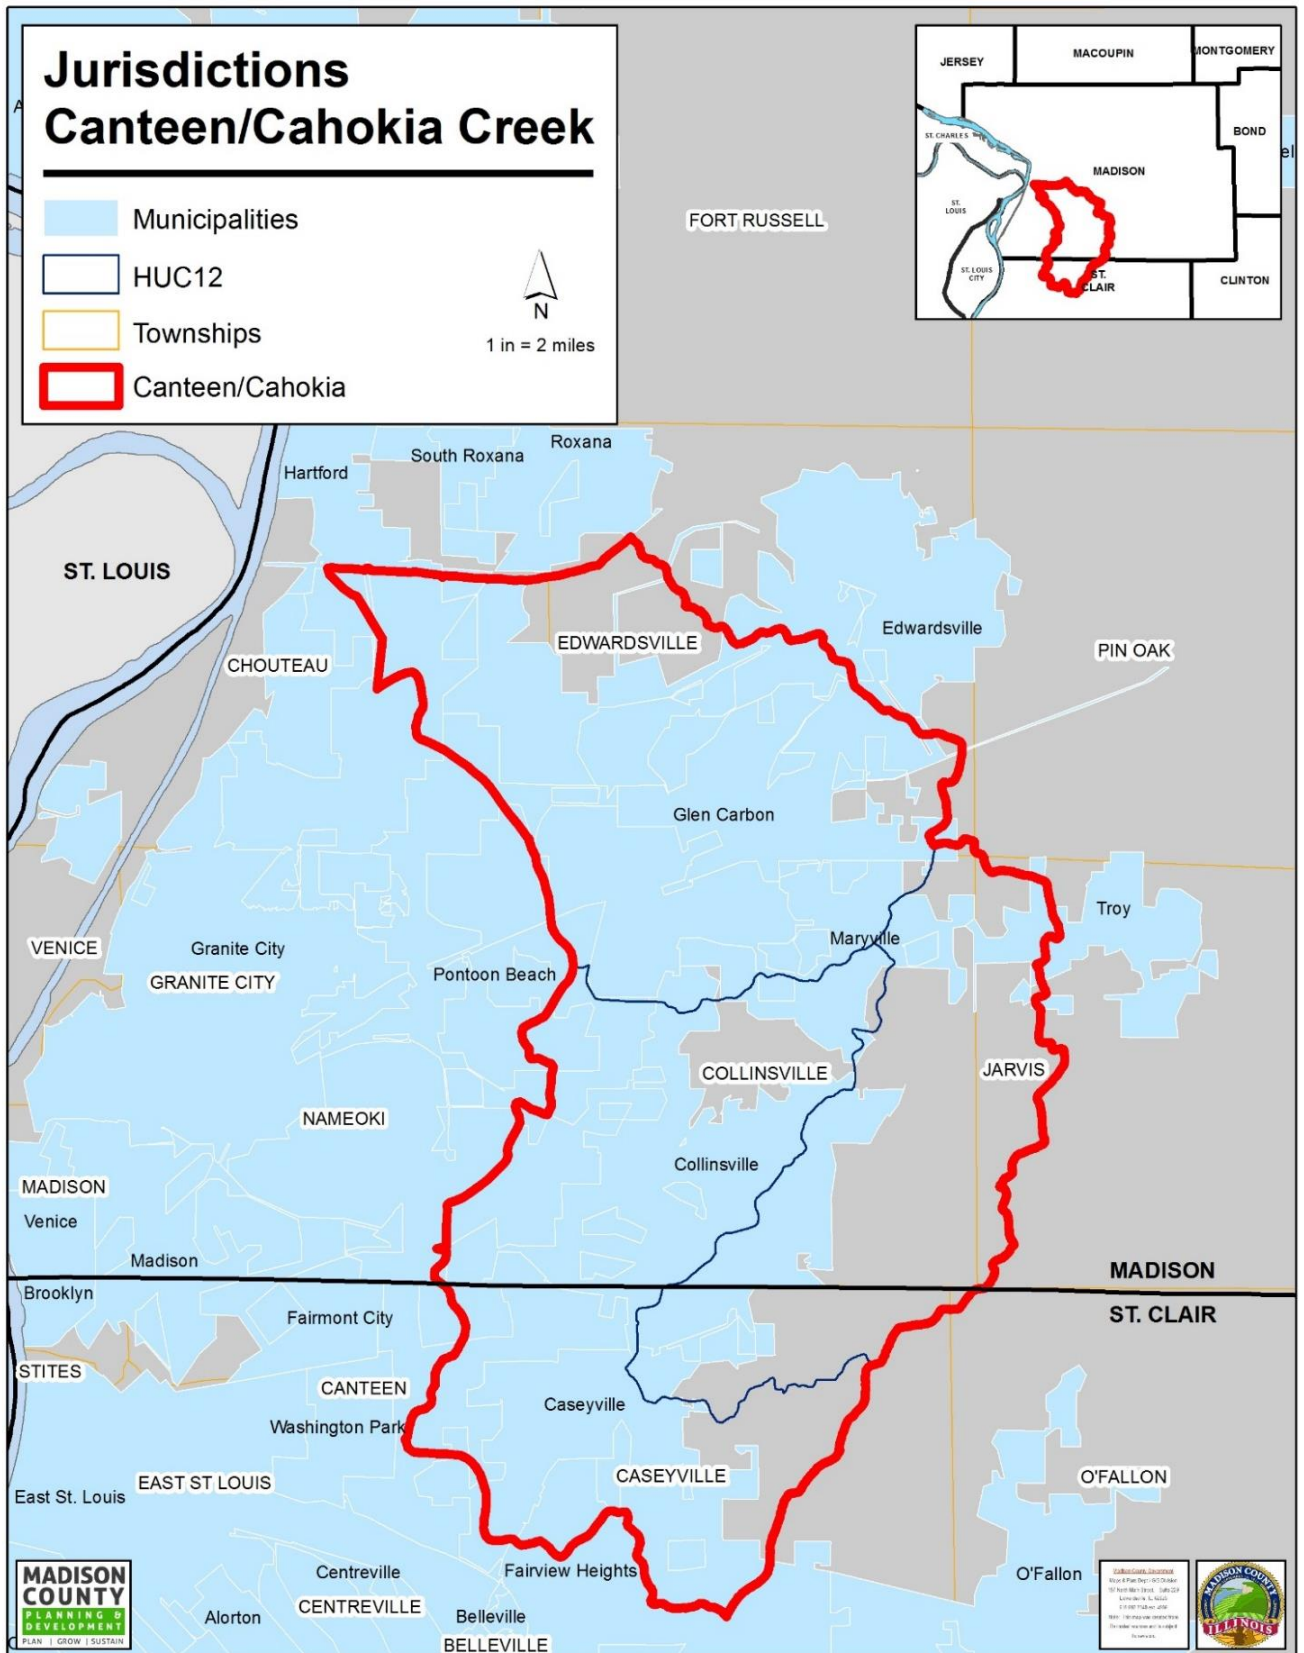 Jurisdictions
Canteen/Cahokia Creek
Municipalities
HUC12
Townships
Canteen/Cahokia
N
1 in = 2 miles
JERSEY
MACOUPIN
MONTGOMERY
BOND
ST. CHARLES
MADISON
ST.
LOUIS
ST. LOUIS
CITY
ST.
CLAIR
CLINTON
A
el
FORT RUSSELL
Roxana
South Roxana
Hartford
ST. LOUIS
Edwardsville
EDWARDSVILLE
PIN OAK
CHOUTEAU
Glen Carbon
Troy
Maryville
VENICE
Granite City
GRANITE CITY
Pontoon Beach
COLLINSVILLE
JARVIS
NAMEOKI
Collinsville
MADISON
Venice
Madison
MADISON
Brooklyn
ST. CLAIR
Fairmont City
STITES
CANTEEN
Caseyville
Washington Park
CASEYVILLE
O'FALLON
EAST ST LOUIS
East St. Louis
Centreville
Fairview Heights
O'Fallon
CENTREVILLE
Alorton
Belleville
BELLEVILLE
MADISON
COUNTY
PLANNING &
DEVELOPMENT
PLAN | GROW | SUSTAIN
MADISON COUNTY
ILLINOIS